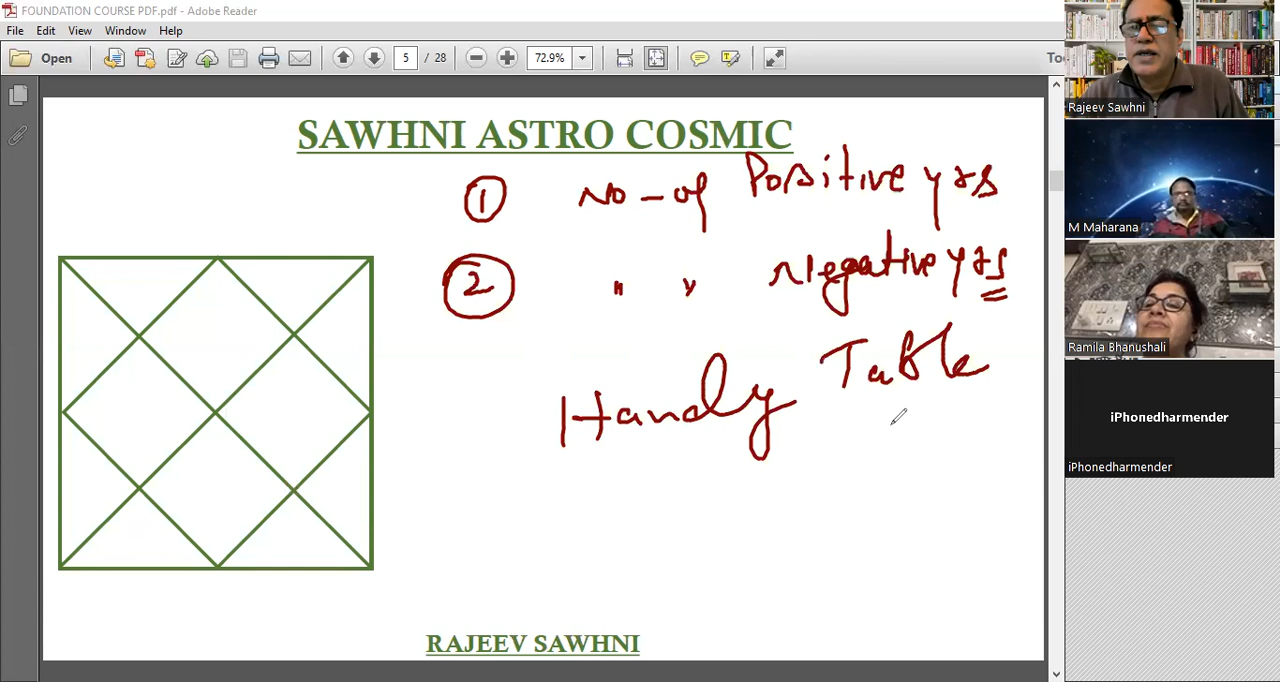 FOUNDATION COURSE PDF.pdf - Adobe Reader
File Edit View Window Help
Open 5 / 28 72.9%
SAWHNI ASTRO COSMIC
① No-of Positive yrs
② " " Negative yrs
Handy Table
RAJEEV SAWHNI
Rajeev Sawhni
M Maharana
Ramila Bhanushali
iPhonedharmender
iPhonedharmender